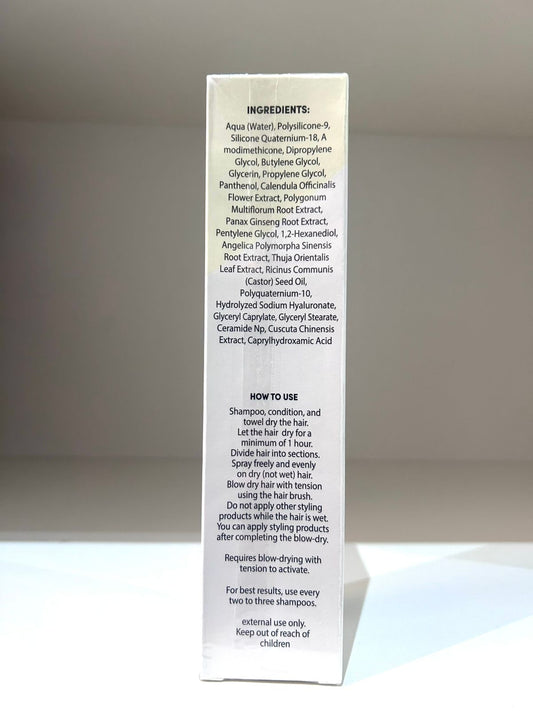 INGREDIENTS:
Aqua (Water), Polysilicone-9,
Silicone Quaternium-18, A
modimethicone, Dipropylene
Glycol, Butylene Glycol,
Glycerin, Propylene Glycol,
Panthenol, Calendula Officinalis
Flower Extract, Polygonum
Multiflorum Root Extract,
Panax Ginseng Root Extract,
Pentylene Glycol, 1,2-Hexanediol,
Angelica Polymorpha Sinensis
Root Extract, Thuja Orientalis
Leaf Extract, Ricinus Communis
(Castor) Seed Oil,
Polyquaternium-10,
Hydrolyzed Sodium Hyaluronate,
Glyceryl Caprylate, Glyceryl Stearate,
Ceramide Np, Cuscuta Chinensis
Extract, Caprylhydroxamic Acid
HOW TO USE
Shampoo, condition, and
towel dry the hair.
Let the hair dry for a
minimum of 1 hour.
Divide hair into sections.
Spray freely and evenly
on dry (not wet) hair.
Blow dry hair with tension
using the hair brush.
Do not apply other styling
products while the hair is wet.
You can apply styling products
after completing the blow-dry.
Requires blow-drying with
tension to activate.
For best results, use every
two to three shampoos.
external use only.
Keep out of reach of
children